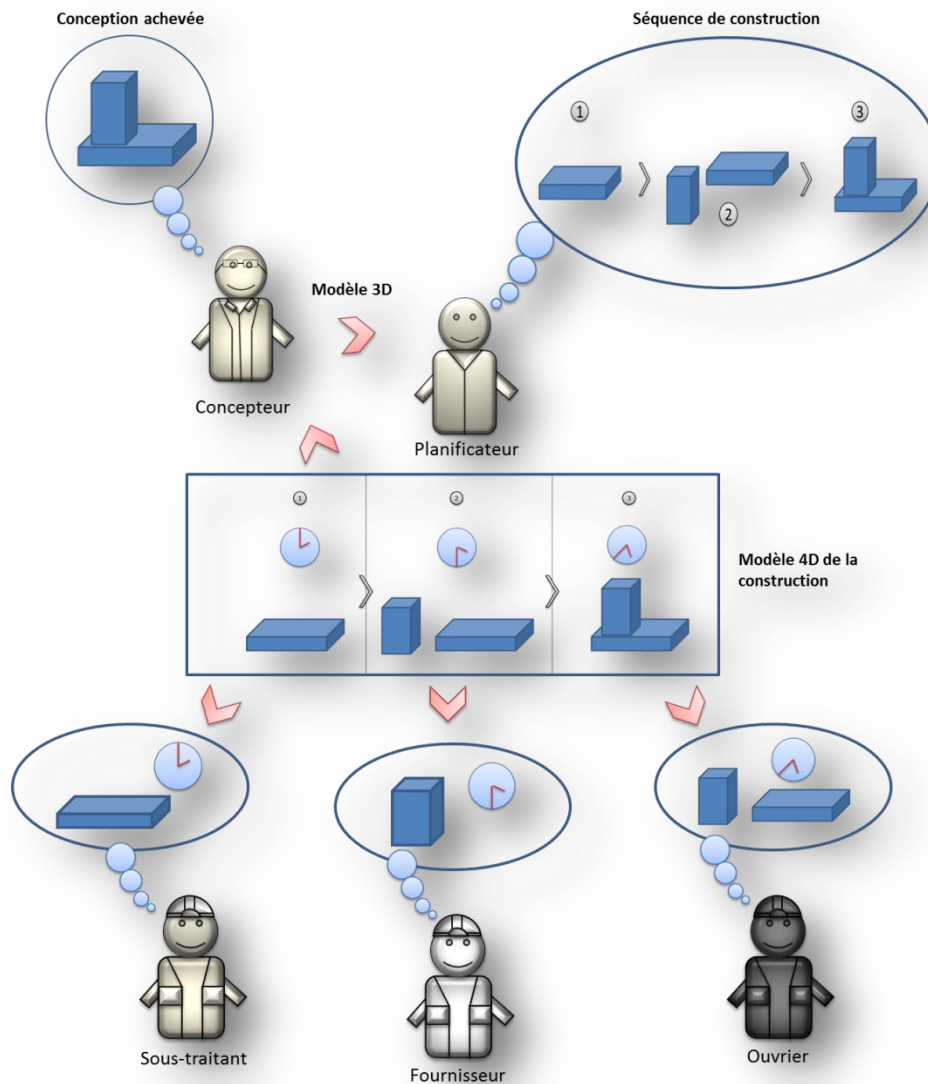 Conception achevée
Séquence de construction
①
③
②
Modèle 3D
Concepteur
Planificateur
①
②
③
Modèle 4D de la
construction
Sous-traitant
Fournisseur
Ouvrier